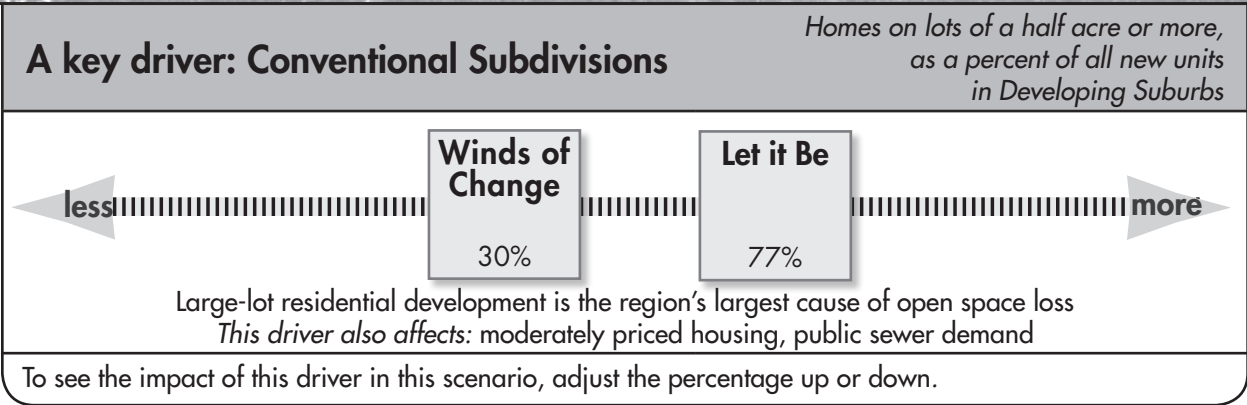 A key driver: Conventional Subdivisions
Homes on lots of a half acre or more,
as a percent of all new units
in Developing Suburbs
less
Winds of
Change
30%
Let it Be
77%
more
Large-lot residential development is the region's largest cause of open space loss
This driver also affects: moderately priced housing, public sewer demand
To see the impact of this driver in this scenario, adjust the percentage up or down.